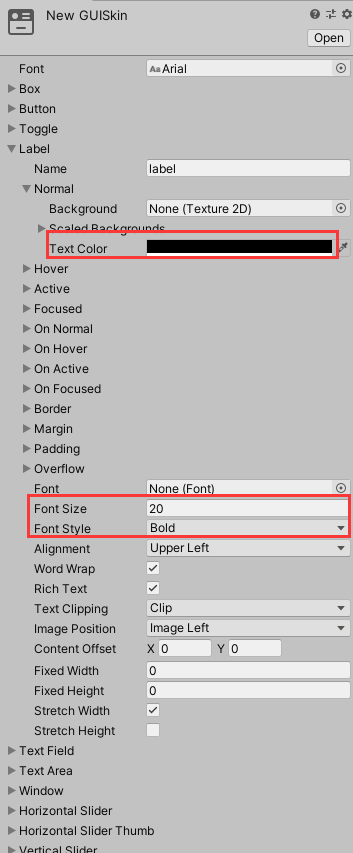 New GUISkin
Open
Font Aa Arial
Box
Button
Toggle
Label
Name label
Normal
Background None (Texture 2D)
Scaled Backgrounds
Text Color
Hover
Active
Focused
On Normal
On Hover
On Active
On Focused
Border
Margin
Padding
Overflow
Font None (Font)
Font Size 20
Font Style Bold
Alignment Upper Left
Word Wrap
Rich Text
Text Clipping Clip
Image Position Image Left
Content Offset X 0 Y 0
Fixed Width 0
Fixed Height 0
Stretch Width
Stretch Height
Text Field
Text Area
Window
Horizontal Slider
Horizontal Slider Thumb
Vertical Slider